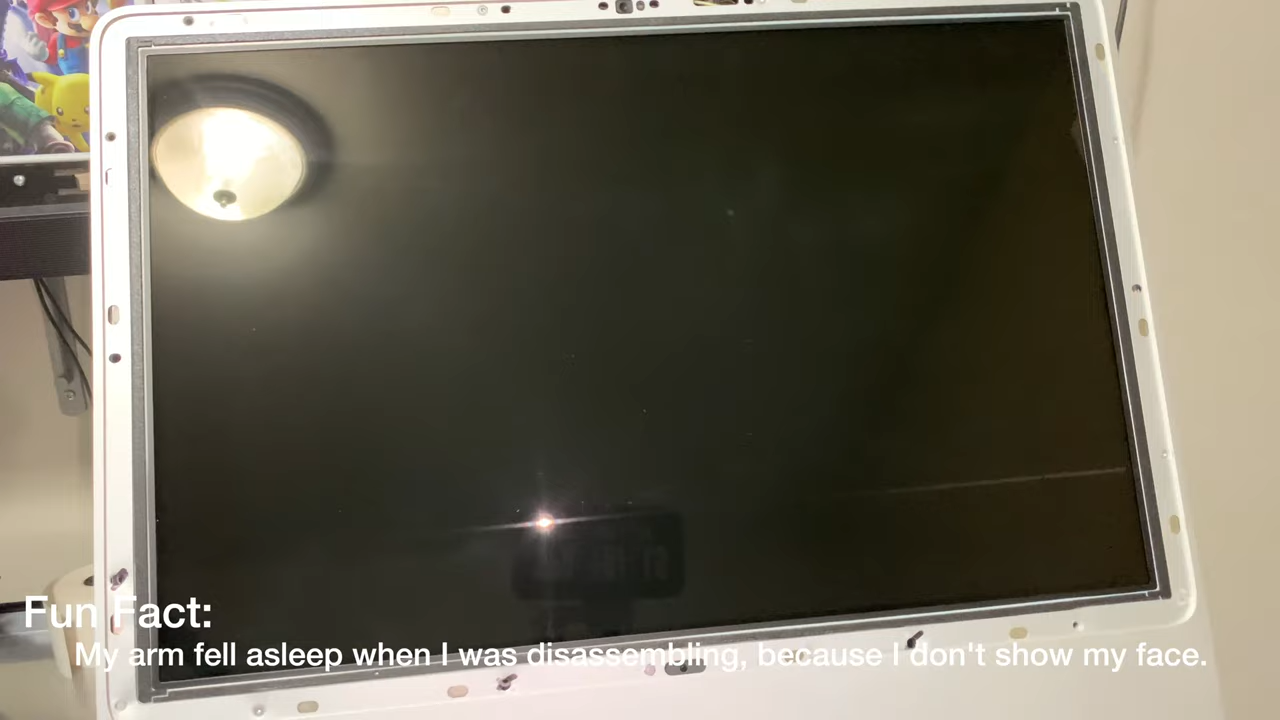 Fun Fact:
My arm fell asleep when I was disassembling, because I don't show my face.